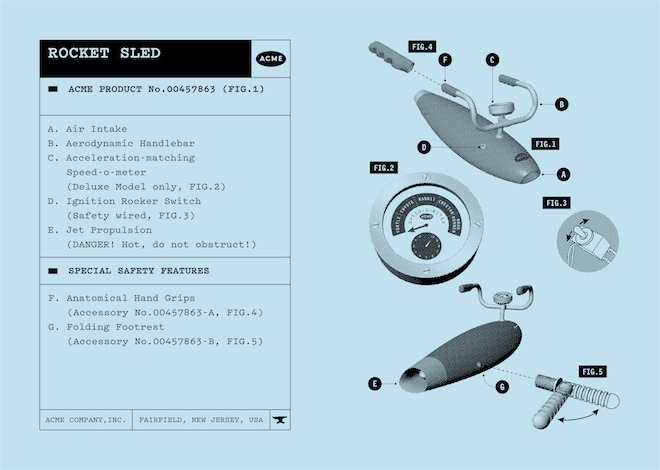 ROCKET SLED
ACME
ACME PRODUCT No.00457863 (FIG.1)
A. Air Intake
B. Aerodynamic Handlebar
C. Acceleration-matching
Speed-o-meter
(Deluxe Model only, FIG.2)
D. Ignition Rocker Switch
(Safety wired, FIG.3)
E. Jet Propulsion
(DANGER! Hot, do not obstruct!)
SPECIAL SAFETY FEATURES
F. Anatomical Hand Grips
(Accessory No.00457863-A, FIG.4)
G. Folding Footrest
(Accessory No.00457863-B, FIG.5)
ACME COMPANY,INC.
FAIRFIELD, NEW JERSEY, USA
FIG.4
F
C
B
FIG.1
D
ACME
A
FIG.2
SPEED-O-METER
ACME
FIG.3
FIG.5
E
G